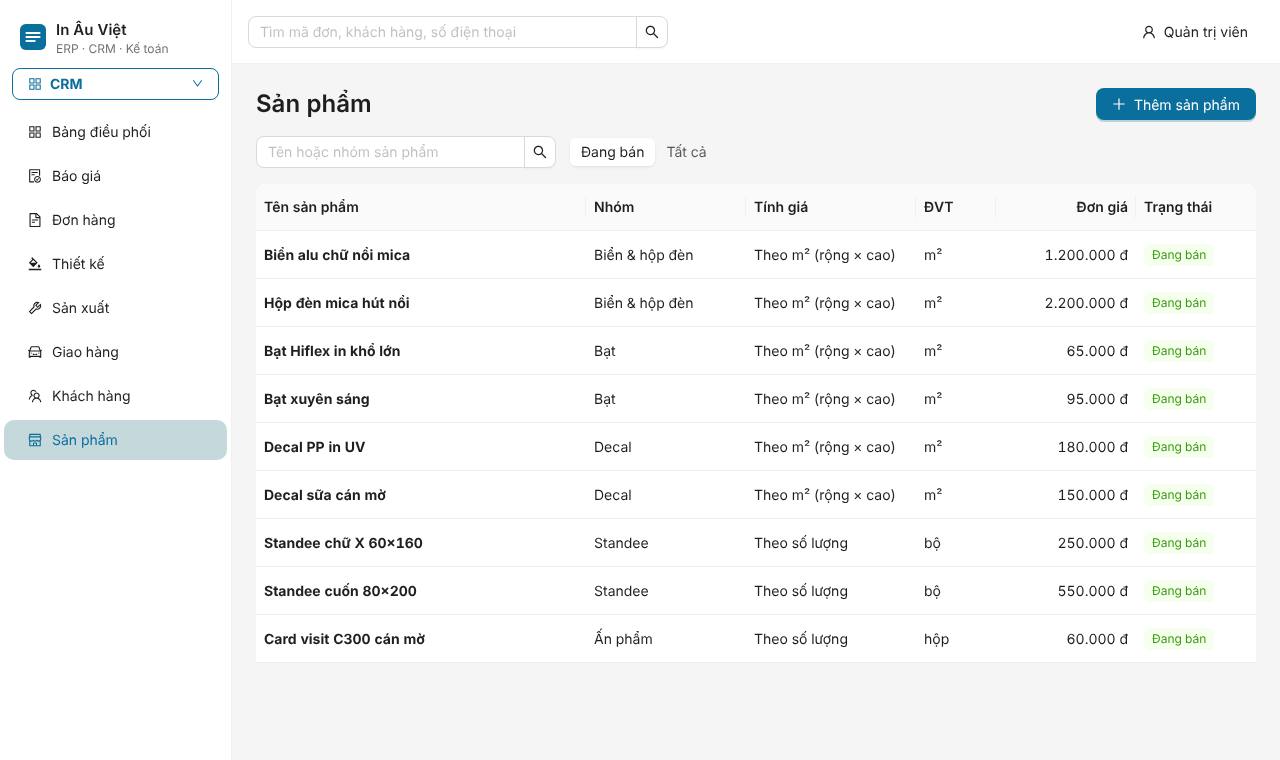 In Âu Việt
ERP · CRM · Kế toán
CRM
Bảng điều phối
Báo giá
Đơn hàng
Thiết kế
Sản xuất
Giao hàng
Khách hàng
Sản phẩm
Tìm mã đơn, khách hàng, số điện thoại
Quản trị viên
Sản phẩm
Thêm sản phẩm
Tên hoặc nhóm sản phẩm
Đang bán Tất cả
Tên sản phẩm Nhóm Tính giá ĐVT Đơn giá Trạng thái
Biển alu chữ nổi mica Biển & hộp đèn Theo m² (rộng × cao) m² 1.200.000 đ Đang bán
Hộp đèn mica hút nổi Biển & hộp đèn Theo m² (rộng × cao) m² 2.200.000 đ Đang bán
Bạt Hiflex in khổ lớn Bạt Theo m² (rộng × cao) m² 65.000 đ Đang bán
Bạt xuyên sáng Bạt Theo m² (rộng × cao) m² 95.000 đ Đang bán
Decal PP in UV Decal Theo m² (rộng × cao) m² 180.000 đ Đang bán
Decal sữa cán mờ Decal Theo m² (rộng × cao) m² 150.000 đ Đang bán
Standee chữ X 60×160 Standee Theo số lượng bộ 250.000 đ Đang bán
Standee cuốn 80×200 Standee Theo số lượng bộ 550.000 đ Đang bán
Card visit C300 cán mờ Ấn phẩm Theo số lượng hộp 60.000 đ Đang bán